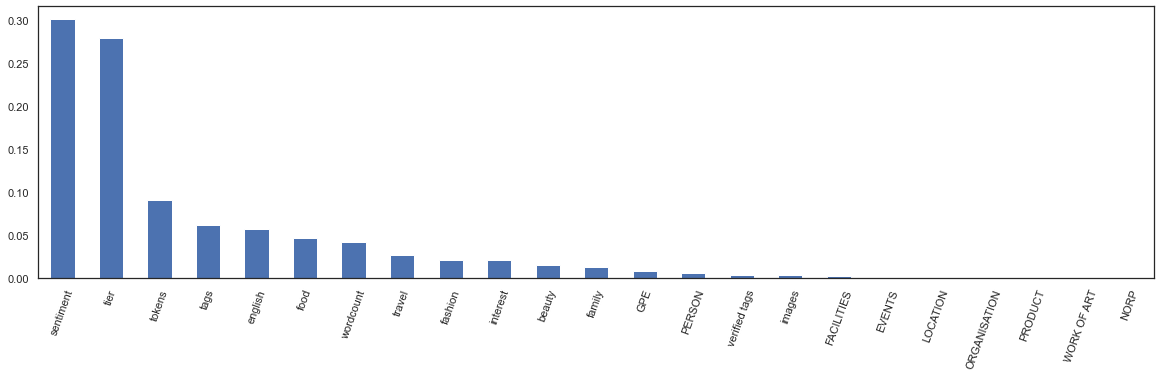 0.30
0.25
0.20
0.15
0.10
0.05
0.00
sentiment
tier
tokens
tags
english
food
wordcount
travel
fashion
interest
beauty
family
GPE
PERSON
verified tags
images
FACILITIES
EVENTS
LOCATION
ORGANISATION
PRODUCT
WORK OF ART
NORP